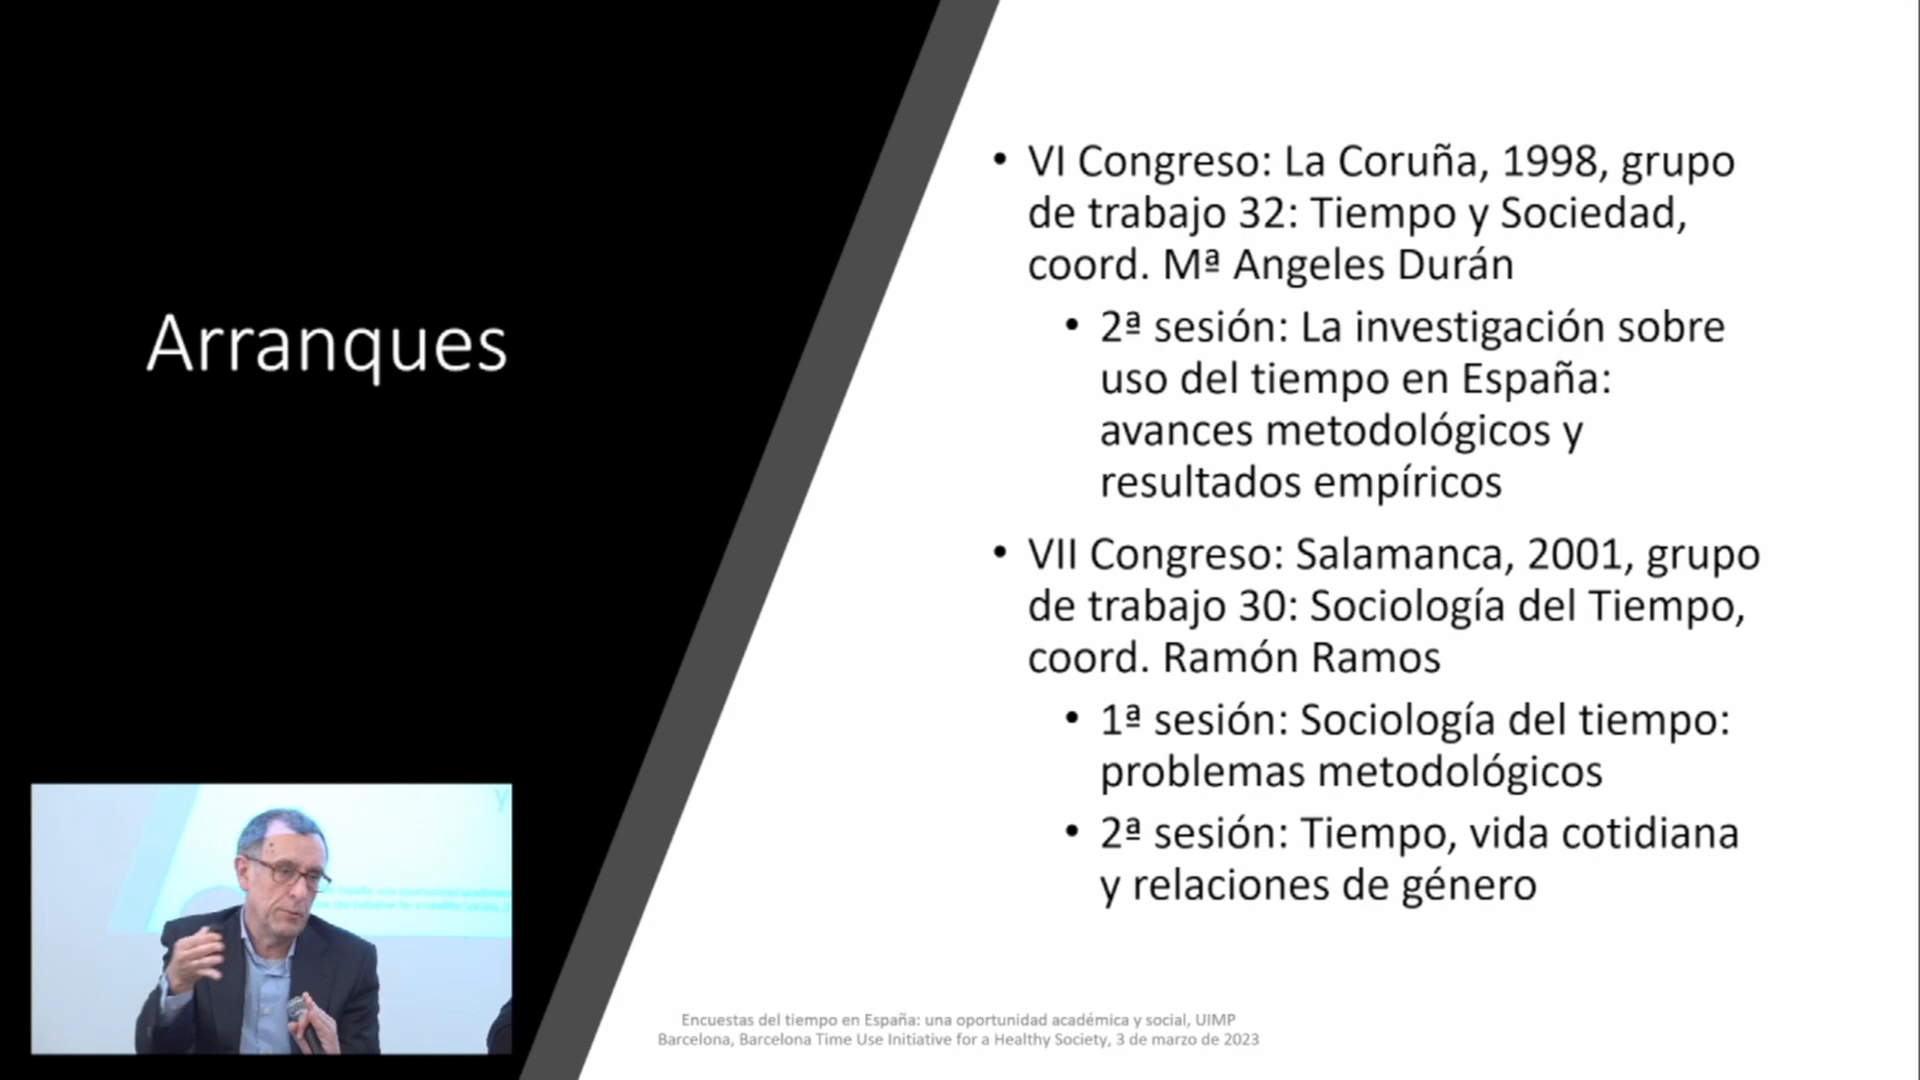 Arranques
• VI Congreso: La Coruña, 1998, grupo
de trabajo 32: Tiempo y Sociedad,
coord. Mª Angeles Durán
• 2ª sesión: La investigación sobre
uso del tiempo en España:
avances metodológicos y
resultados empíricos
• VII Congreso: Salamanca, 2001, grupo
de trabajo 30: Sociología del Tiempo,
coord. Ramón Ramos
• 1ª sesión: Sociología del tiempo:
problemas metodológicos
• 2ª sesión: Tiempo, vida cotidiana
y relaciones de género
Encuestas del tiempo en España: una oportunidad académica y social, UIMP
Barcelona, Barcelona Time Use Initiative for a Healthy Society, 3 de marzo de 2023